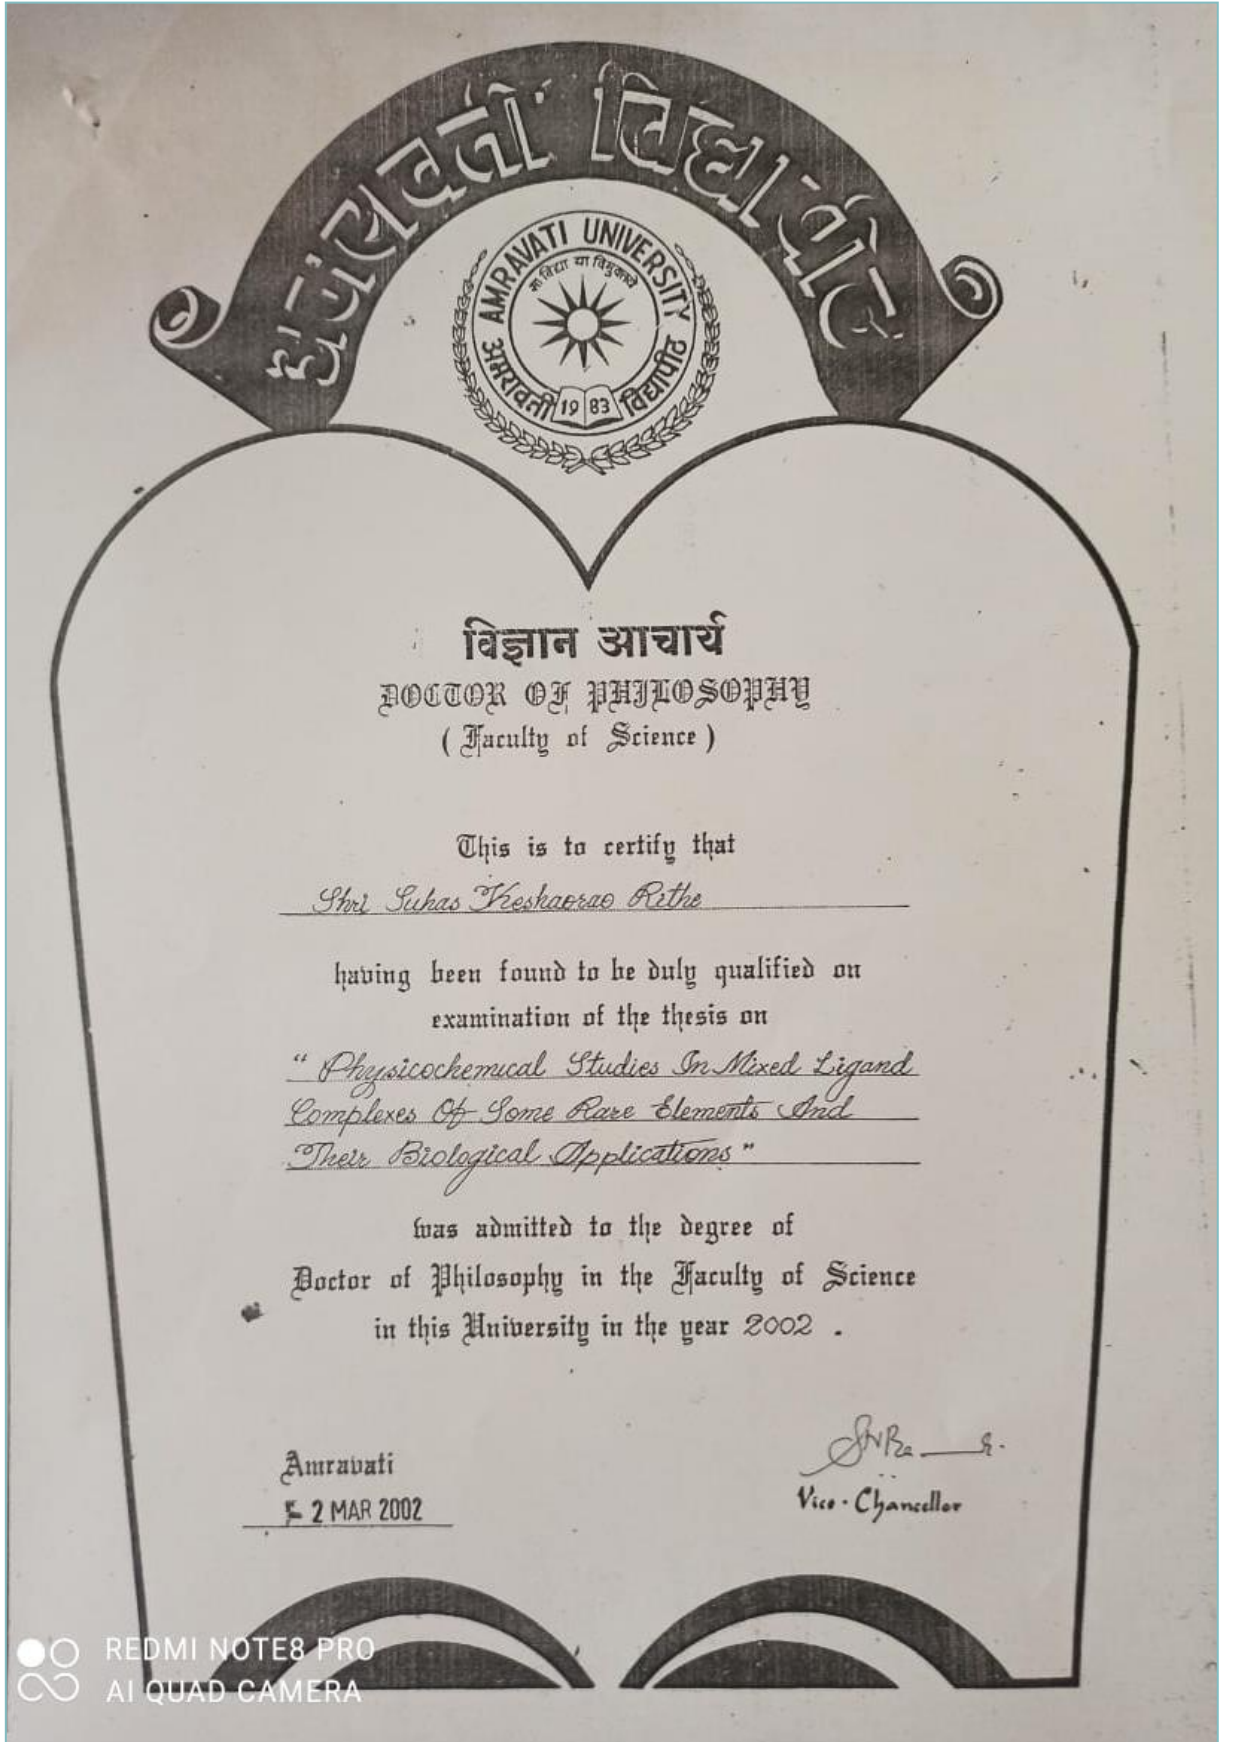 अमरावती विद्यापीठ
AMRAVATI UNIVERSITY
सा विद्या या विमुक्तये
अमरावती विद्यापीठ
19 83
विज्ञान आचार्य
DOCTOR OF PHILOSOPHY
( Faculty of Science )
This is to certify that
Shri Suhas Keshaorao Rithe
having been found to be duly qualified on
examination of the thesis on
“ Physicochemical Studies In Mixed Ligand
Complexes Of Some Rare Elements And
Their Biological Applications ”
was admitted to the degree of
Doctor of Philosophy in the Faculty of Science
in this University in the year 2002 .
Amravati
2 MAR 2002
Vice-Chancellor
REDMI NOTE8 PRO
AI QUAD CAMERA